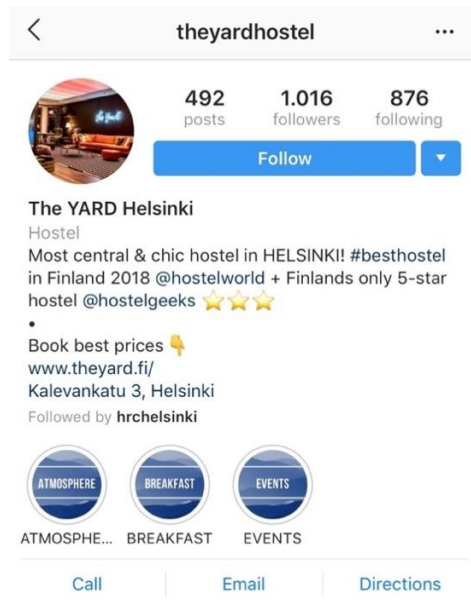 theyardhostel
492 1.016 876
posts followers following
Follow
The YARD Helsinki
Hostel
Most central & chic hostel in HELSINKI! #besthostel
in Finland 2018 @hostelworld + Finlands only 5-star
hostel @hostelgeeks ⭐⭐⭐
•
Book best prices 👇
www.theyard.fi/
Kalevankatu 3, Helsinki
Followed by hrchelsinki
ATMOSPHERE BREAKFAST EVENTS
ATMOSPHE... BREAKFAST EVENTS
Call Email Directions